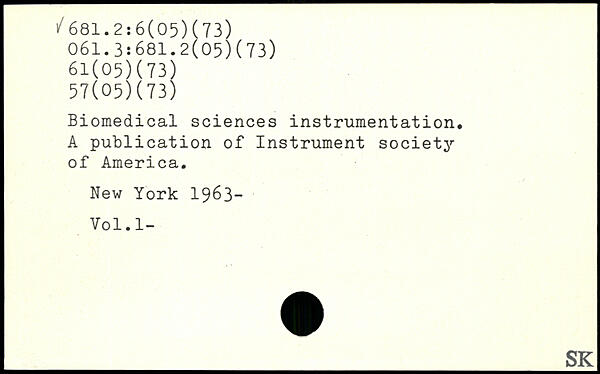 √ 681.2:6(05)(73)
061.3:681.2(05)(73)
61(05)(73)
57(05)(73)
Biomedical sciences instrumentation.
A publication of Instrument society
of America.
New York 1963-
Vol.1-
SK